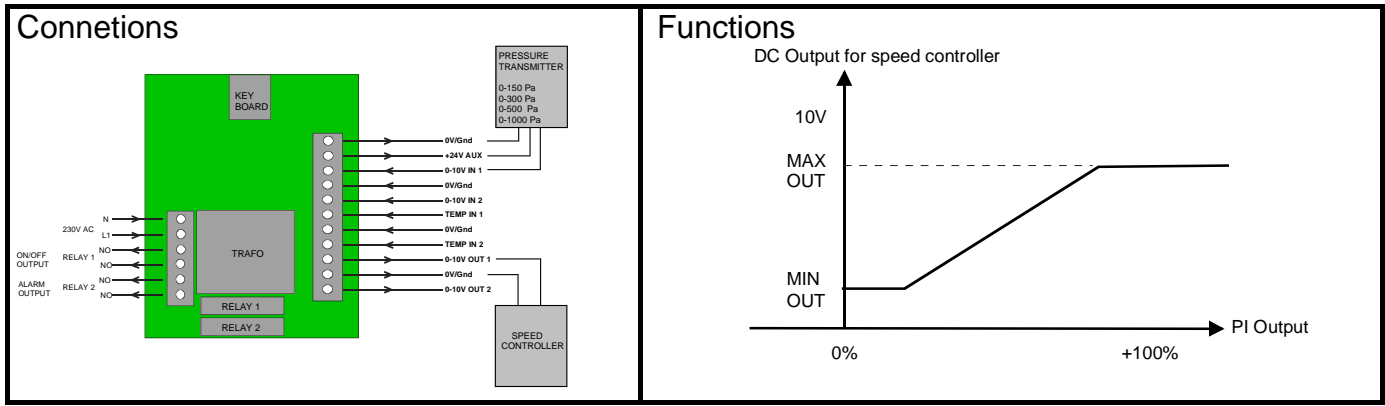 Connetions
PRESSURE
TRANSMITTER
0-150 Pa
0-300 Pa
0-500 Pa
0-1000 Pa
KEY
BOARD
0V/Gnd
+24V AUX
0-10V IN 1
0V/Gnd
0-10V IN 2
TEMP IN 1
0V/Gnd
TEMP IN 2
0-10V OUT 1
0V/Gnd
0-10V OUT 2
N
230V AC
L1
NO
ON/OFF
OUTPUT
RELAY 1
NO
NO
ALARM
OUTPUT
RELAY 2
NO
TRAFO
RELAY 1
RELAY 2
SPEED
CONTROLLER
Functions
DC Output for speed controller
10V
MAX
OUT
MIN
OUT
PI Output
0%
+100%